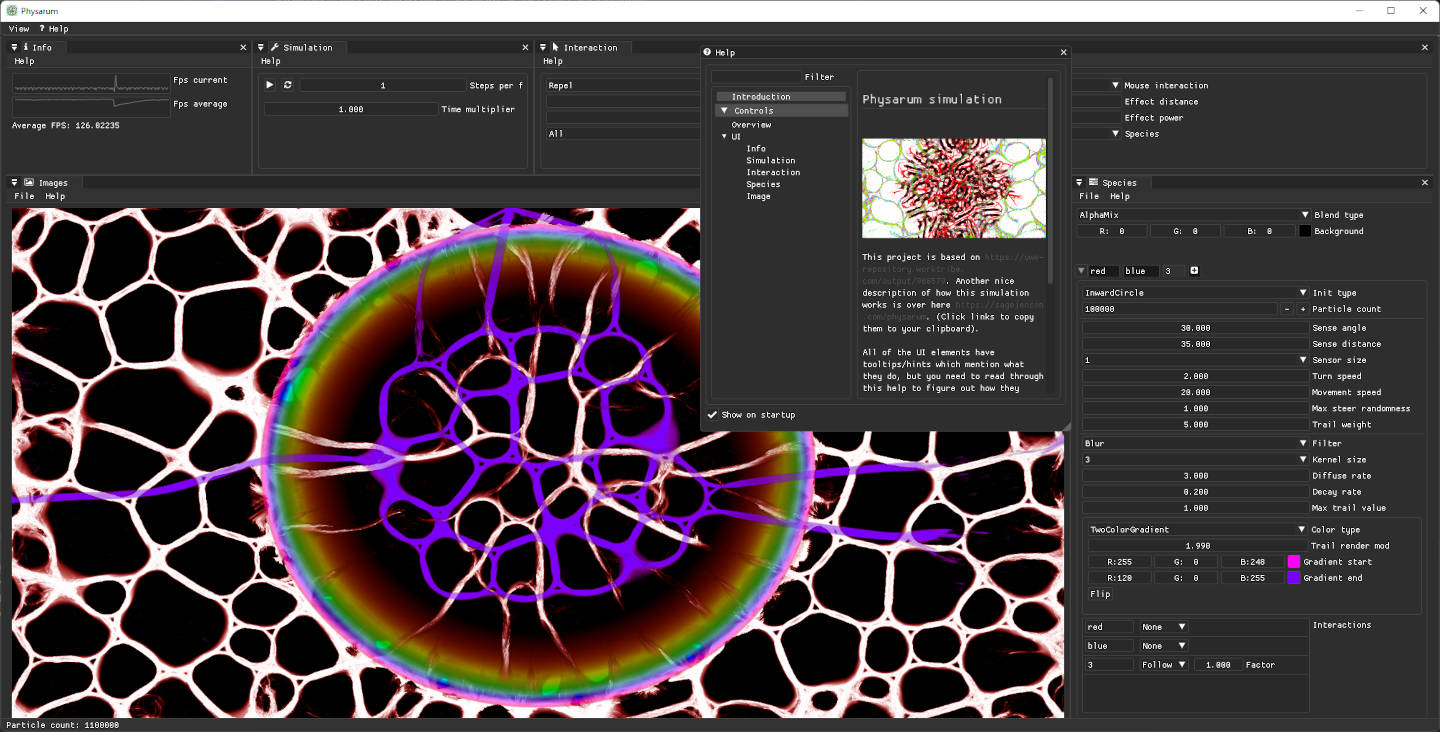 Physarum
View ? Help
Info
Help
Fps current
Fps average
Average FPS: 126.02235
Simulation
Help
1 Steps per f
1.000 Time multiplier
Interaction
Help
Repel
All
Mouse interaction
Effect distance
Effect power
Species
Help
Filter
Introduction
Controls
Overview
UI
Info
Simulation
Interaction
Species
Image
Physarum simulation
This project is based on https://uwe-
repository.worktribe.
com/output/980579. Another nice
description of how this simulation
works is over here https://sagejenson
.com/physarum. (Click links to copy
them to your clipboard).
All of the UI elements have
tooltips/hints which mention what
they do, but you need to read through
this help to figure out how they
Show on startup
Images
File Help
Species
File Help
AlphaMix Blend type
R: 0 G: 0 B: 0 Background
red blue 3
InwardCircle Init type
100000 - + Particle count
30.000 Sense angle
35.000 Sense distance
1 Sensor size
2.000 Turn speed
20.000 Movement speed
1.000 Max steer randomness
5.000 Trail weight
Blur Filter
3 Kernel size
3.000 Diffuse rate
0.200 Decay rate
1.000 Max trail value
TwoColorGradient Color type
1.990 Trail render mod
R:255 G: 0 B:248 Gradient start
R:120 G: 0 B:255 Gradient end
Flip
Interactions
red None
blue None
3 Follow 1.000 Factor
Particle count: 1100000